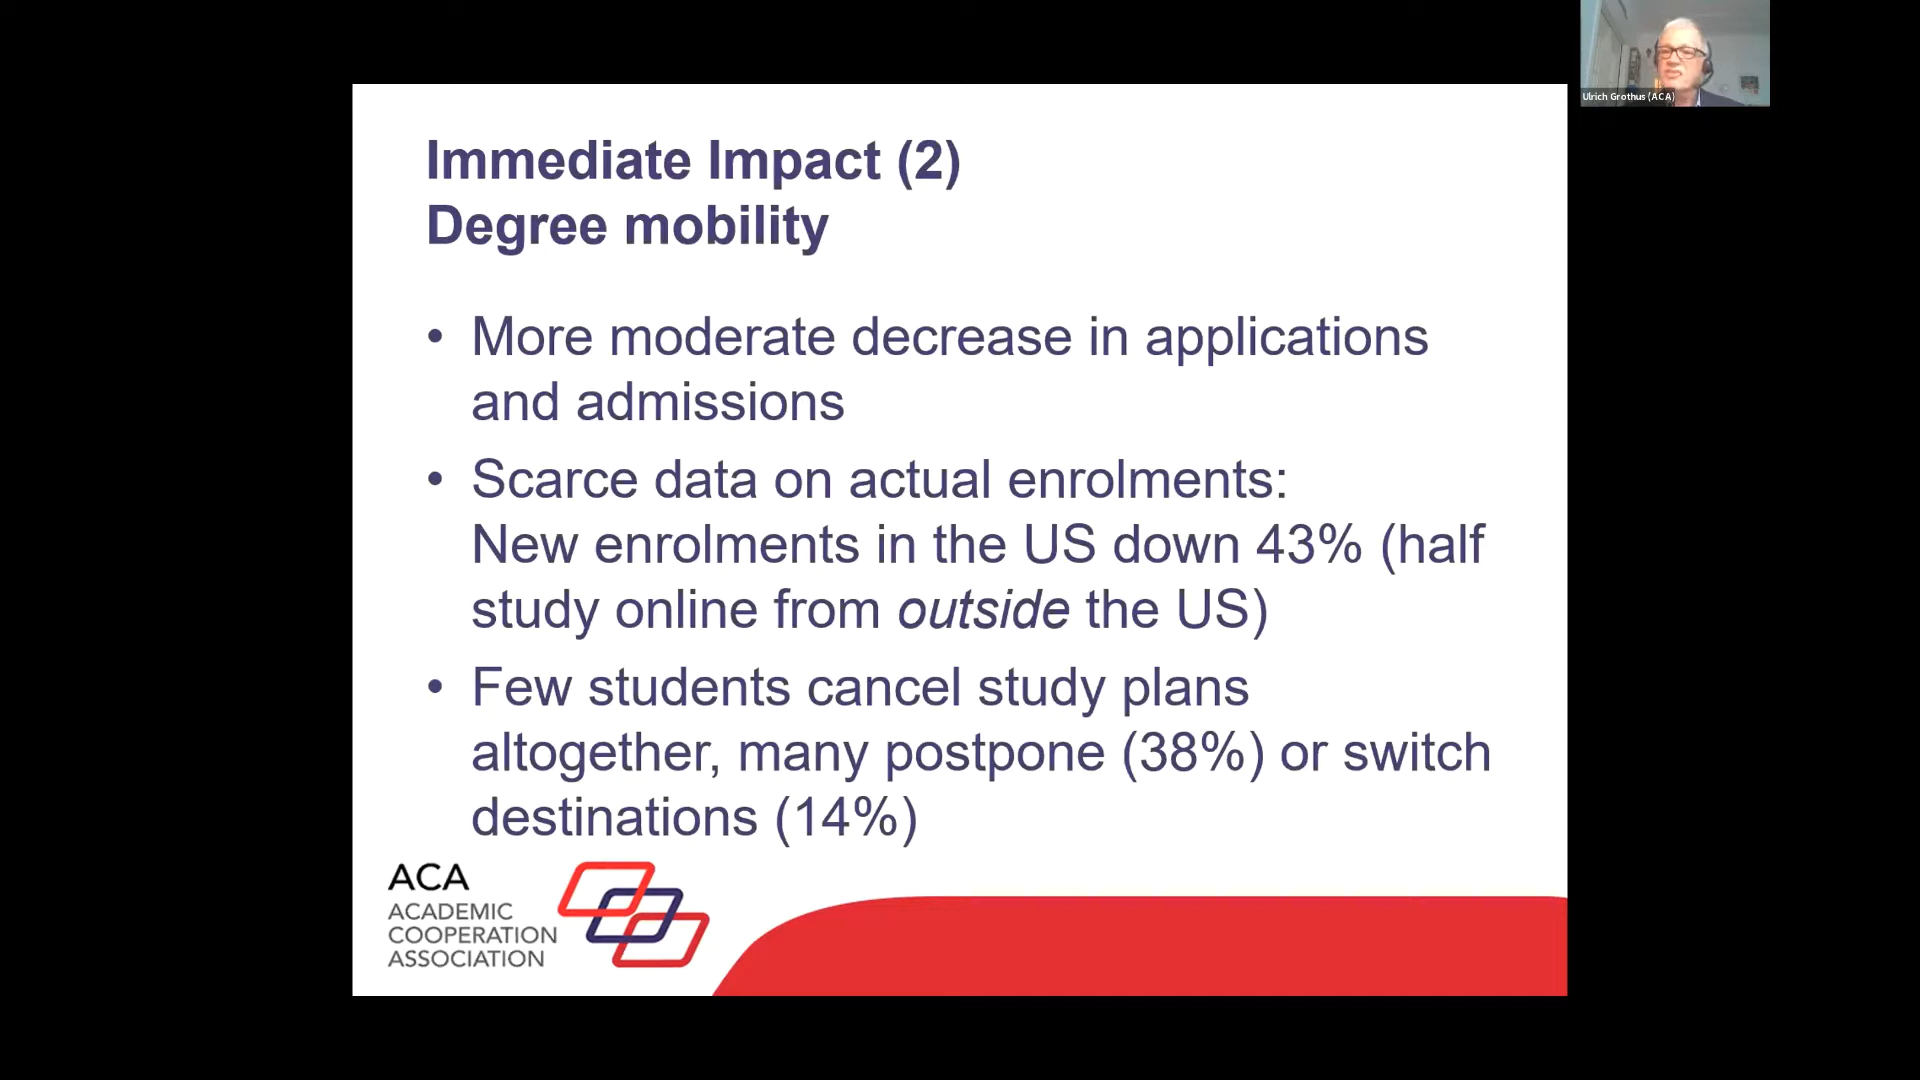 Ulrich Grothus (ACA)
Immediate Impact (2)
Degree mobility
• More moderate decrease in applications
and admissions
• Scarce data on actual enrolments:
New enrolments in the US down 43% (half
study online from outside the US)
• Few students cancel study plans
altogether, many postpone (38%) or switch
destinations (14%)
ACA
ACADEMIC
COOPERATION
ASSOCIATION